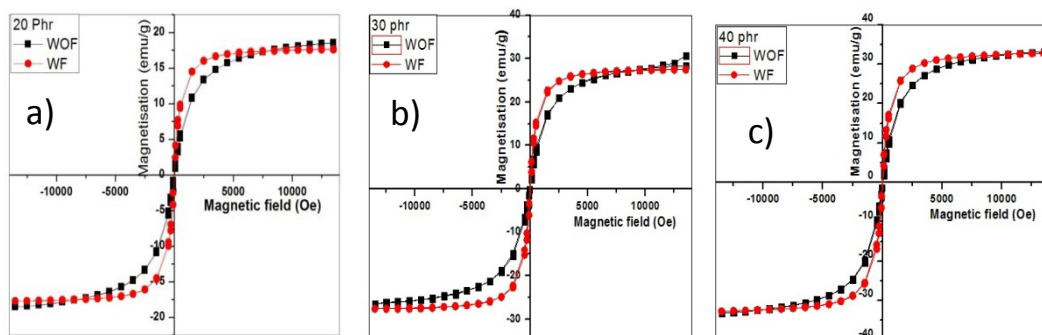 a)
20 Phr
WOF
WF
Magnetisation (emu/g)
20
15
10
5
0
-5
-10
-15
-20
-10000 -5000 5000 10000
Magnetic field (Oe)
b)
30 phr
WOF
WF
Magnetisation (emu/g)
40
30
20
10
0
-10
-20
-30
-10000 -5000 0 5000 10000
Magnetic field (Oe)
c)
40 phr
WOF
WF
Magnetisation (emu/g)
40
30
20
10
0
-10
-20
-30
-40
-10000 -5000 0 5000 10000
Magnetic field (Oe)